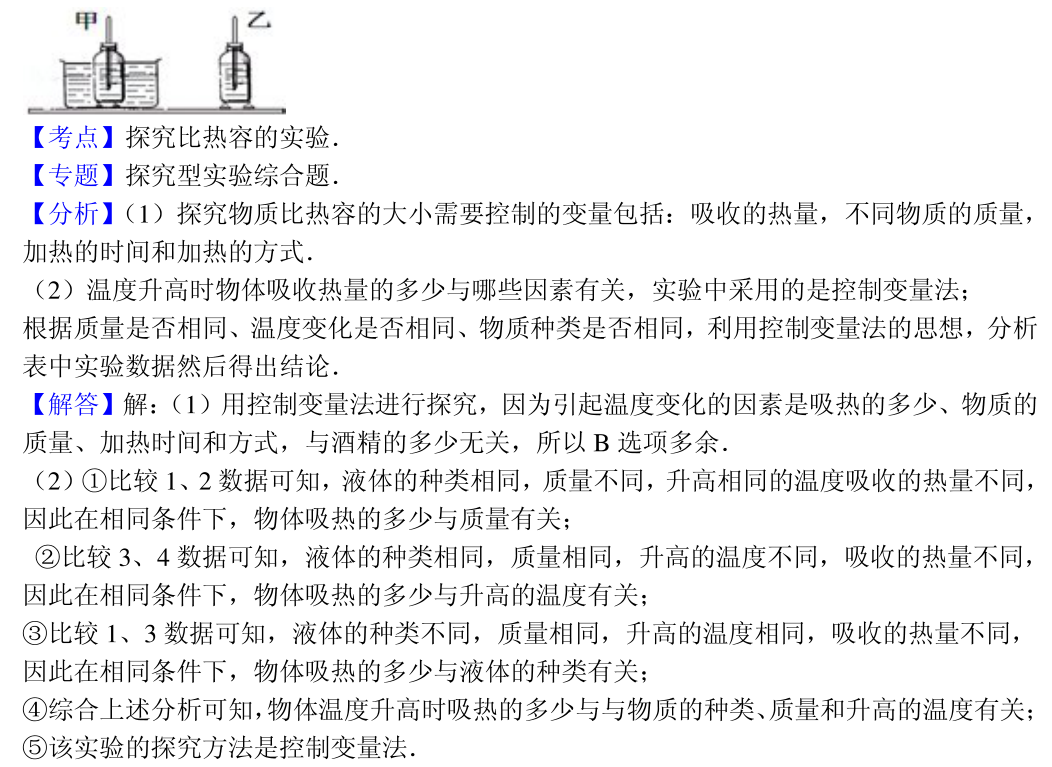 甲 乙
【考点】探究比热容的实验．
【专题】探究型实验综合题．
【分析】（1）探究物质比热容的大小需要控制的变量包括：吸收的热量，不同物质的质量，
加热的时间和加热的方式．
（2）温度升高时物体吸收热量的多少与哪些因素有关，实验中采用的是控制变量法；
根据质量是否相同、温度变化是否相同、物质种类是否相同，利用控制变量法的思想，分析
表中实验数据然后得出结论．
【解答】解：（1）用控制变量法进行探究，因为引起温度变化的因素是吸热的多少、物质的
质量、加热时间和方式，与酒精的多少无关，所以 B 选项多余．
（2）①比较 1、2 数据可知，液体的种类相同，质量不同，升高相同的温度吸收的热量不同，
因此在相同条件下，物体吸热的多少与质量有关；
②比较 3、4 数据可知，液体的种类相同，质量相同，升高的温度不同，吸收的热量不同，
因此在相同条件下，物体吸热的多少与升高的温度有关；
③比较 1、3 数据可知，液体的种类不同，质量相同，升高的温度相同，吸收的热量不同，
因此在相同条件下，物体吸热的多少与液体的种类有关；
④综合上述分析可知，物体温度升高时吸热的多少与与物质的种类、质量和升高的温度有关；
⑤该实验的探究方法是控制变量法．